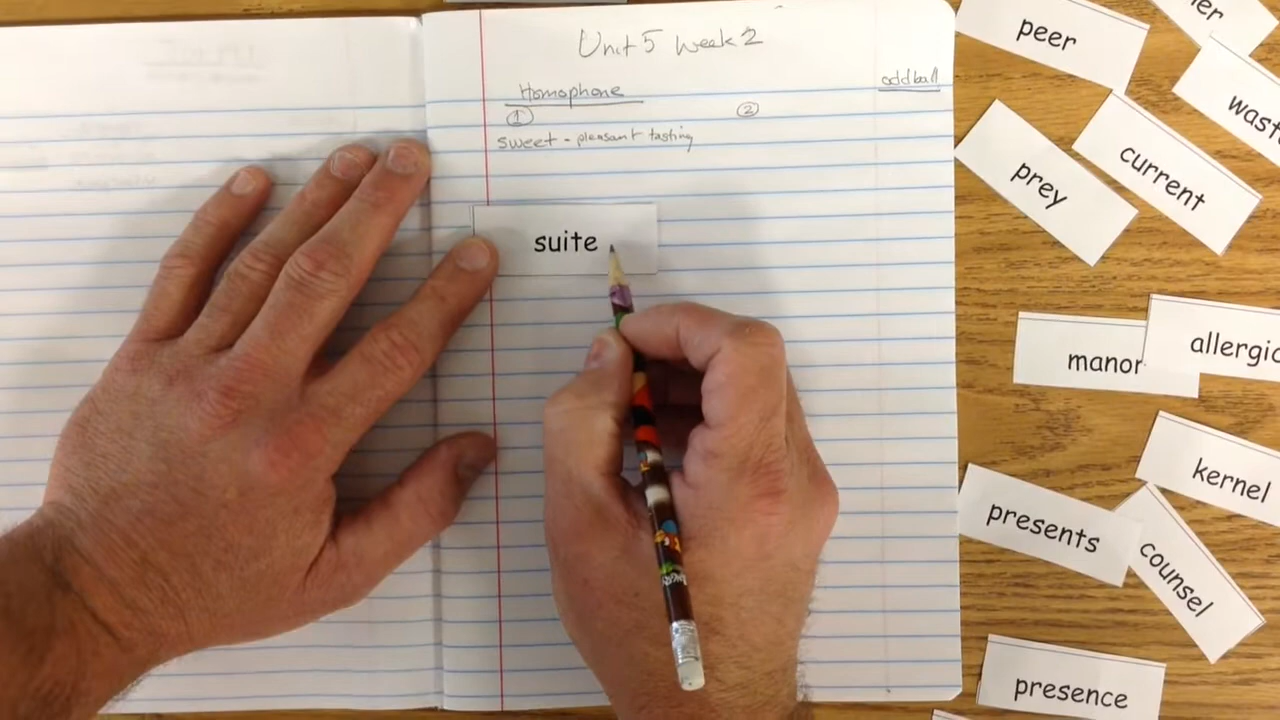 Unit 5 Week 2
Homophone
oddball
①
②
sweet - pleasant tasting
suite
peer
prey
current
manor
kernel
presents
counsel
presence